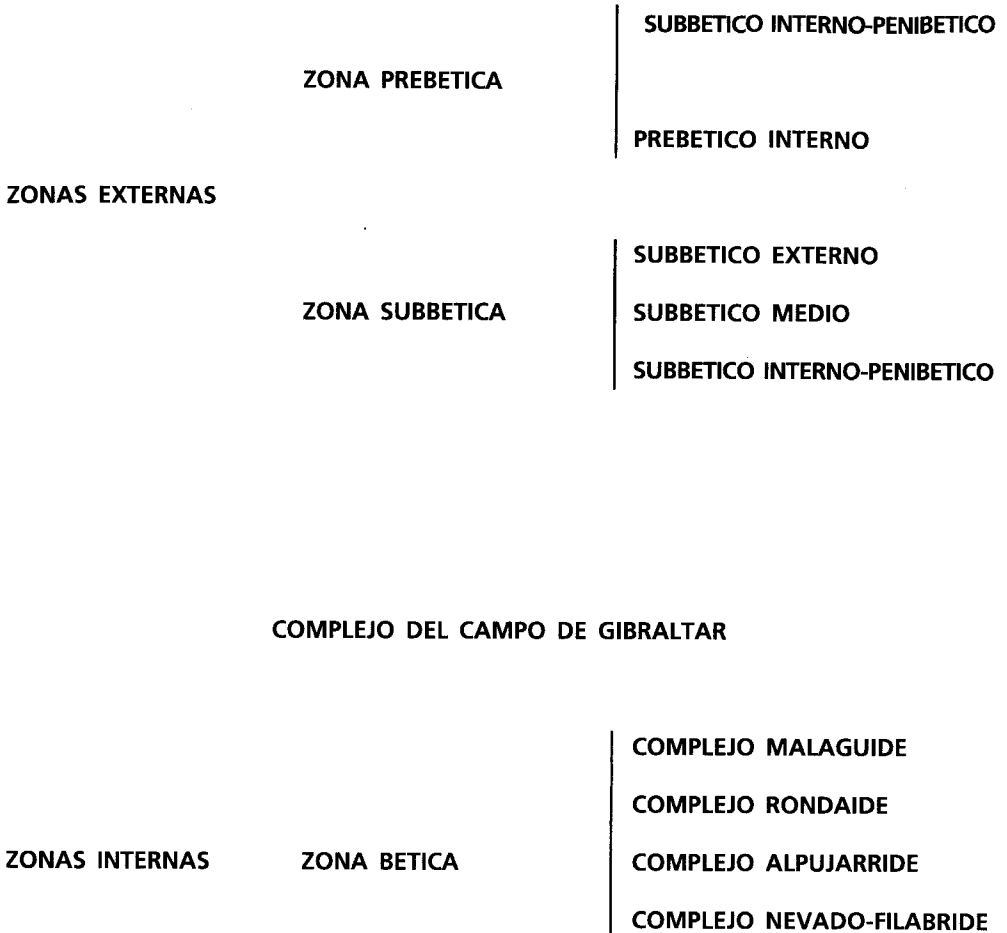 SUBBETICO INTERNO-PENIBETICO
ZONA PREBETICA
PREBETICO INTERNO
ZONAS EXTERNAS
SUBBETICO EXTERNO
ZONA SUBBETICA
SUBBETICO MEDIO
SUBBETICO INTERNO-PENIBETICO
COMPLEJO DEL CAMPO DE GIBRALTAR
COMPLEJO MALAGUIDE
COMPLEJO RONDAIDE
ZONAS INTERNAS
ZONA BETICA
COMPLEJO ALPUJARRIDE
COMPLEJO NEVADO-FILABRIDE